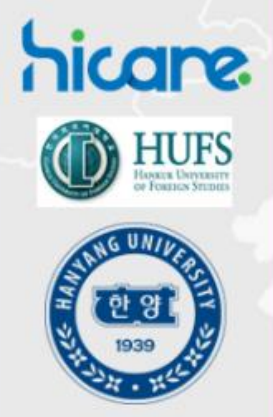 hicare
HUFS
HANKUK UNIVERSITY
OF FOREIGN STUDIES
HANYANG UNIVERSITY
한양
1939